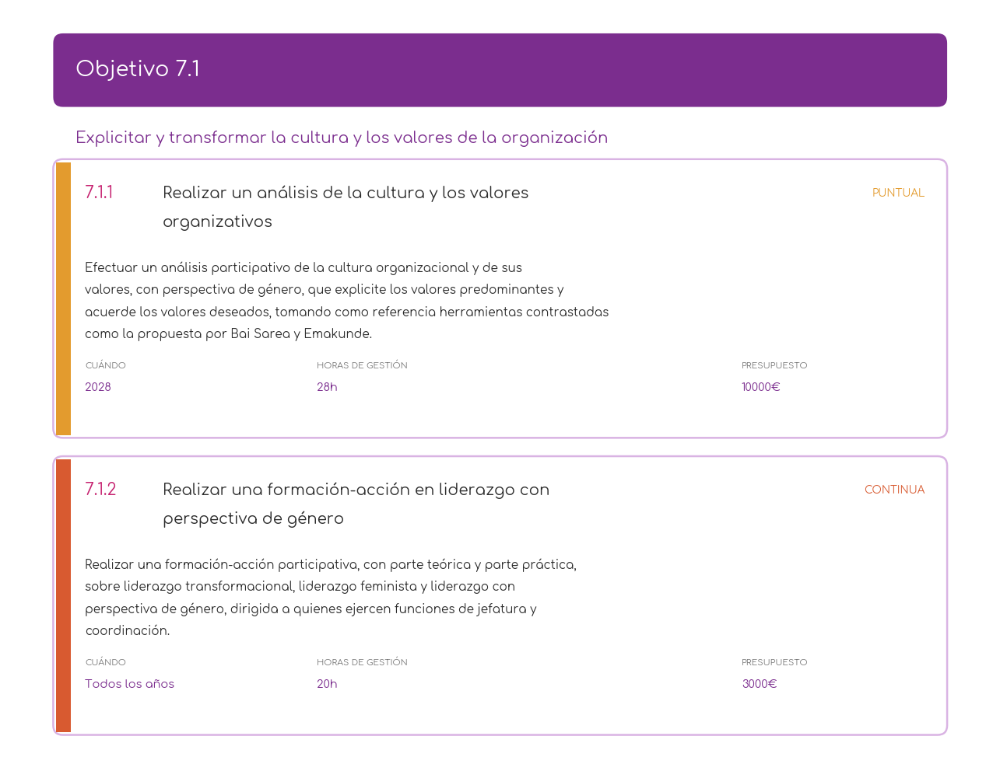 Objetivo 7.1
Explicitar y transformar la cultura y los valores de la organización
7.1.1 Realizar un análisis de la cultura y los valores PUNTUAL
organizativos
Efectuar un análisis participativo de la cultura organizacional y de sus
valores, con perspectiva de género, que explicite los valores predominantes y
acuerde los valores deseados, tomando como referencia herramientas contrastadas
como la propuesta por Bai Sarea y Emakunde.
CUÁNDO HORAS DE GESTIÓN PRESUPUESTO
2028 28h 10000€
7.1.2 Realizar una formación-acción en liderazgo con CONTINUA
perspectiva de género
Realizar una formación-acción participativa, con parte teórica y parte práctica,
sobre liderazgo transformacional, liderazgo feminista y liderazgo con
perspectiva de género, dirigida a quienes ejercen funciones de jefatura y
coordinación.
CUÁNDO HORAS DE GESTIÓN PRESUPUESTO
Todos los años 20h 3000€